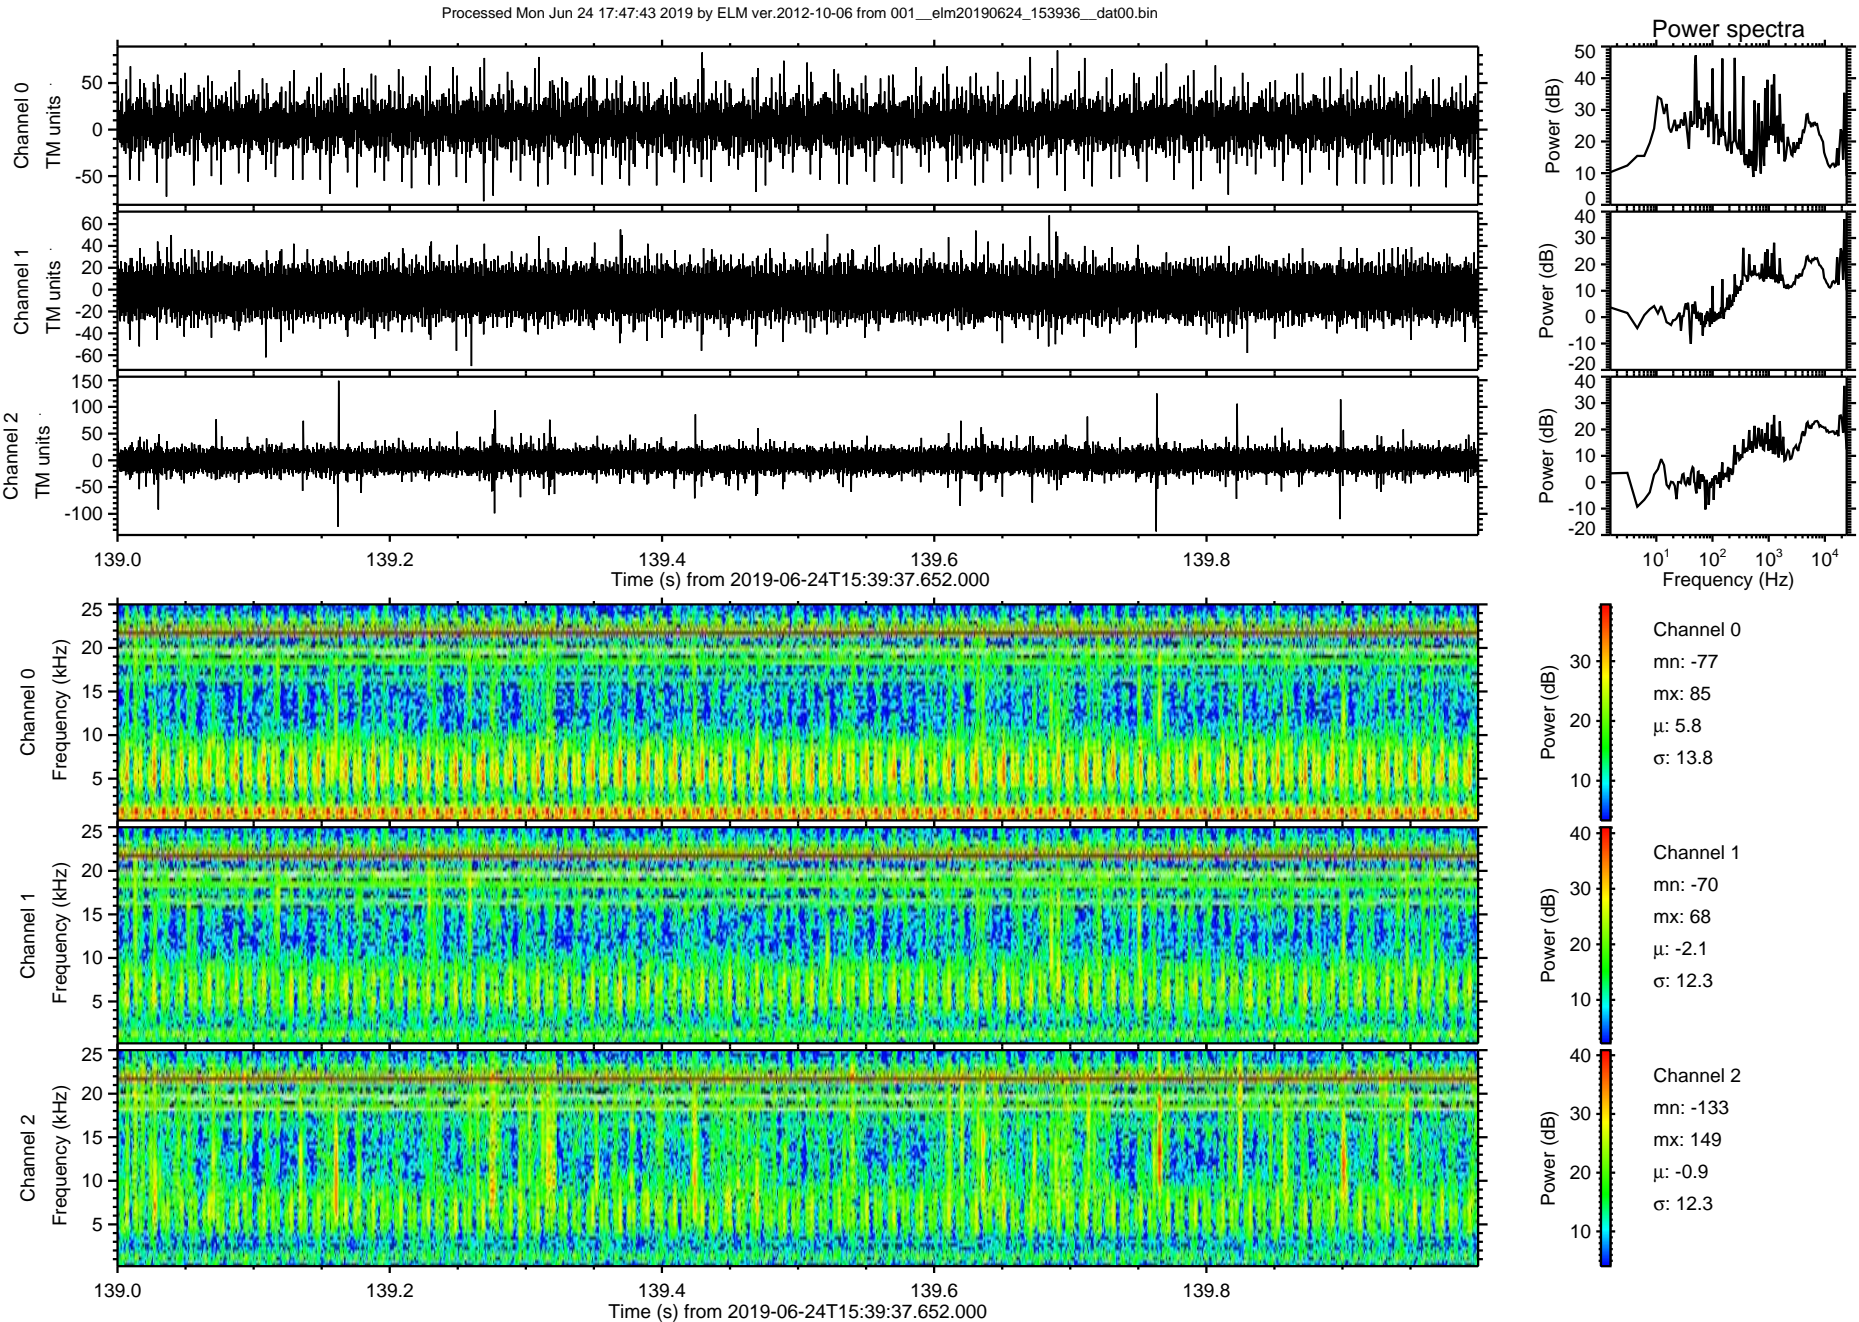 Processed Mon Jun 24 17:47:43 2019 by ELM ver.2012-10-06 from 001__elm20190624_153936__dat00.bin
Power spectra
Channel 0
TM units
50
0
-50
Power (dB)
50
40
30
20
10
0
Channel 1
TM units
60
40
20
0
-20
-40
-60
Power (dB)
40
30
20
10
0
-10
-20
Channel 2
TM units
150
100
50
0
-50
-100
Power (dB)
40
30
20
10
0
-10
-20
139.0 139.2 139.4 139.6 139.8
Time (s) from 2019-06-24T15:39:37.652.000
10^1 10^2 10^3 10^4
Frequency (Hz)
Channel 0
Frequency (kHz)
25
20
15
10
5
Power (dB)
30
20
10
Channel 0
mn: -77
mx: 85
μ: 5.8
σ: 13.8
Channel 1
Frequency (kHz)
25
20
15
10
5
Power (dB)
40
30
20
10
Channel 1
mn: -70
mx: 68
μ: -2.1
σ: 12.3
Channel 2
Frequency (kHz)
25
20
15
10
5
Power (dB)
40
30
20
10
Channel 2
mn: -133
mx: 149
μ: -0.9
σ: 12.3
139.0 139.2 139.4 139.6 139.8
Time (s) from 2019-06-24T15:39:37.652.000